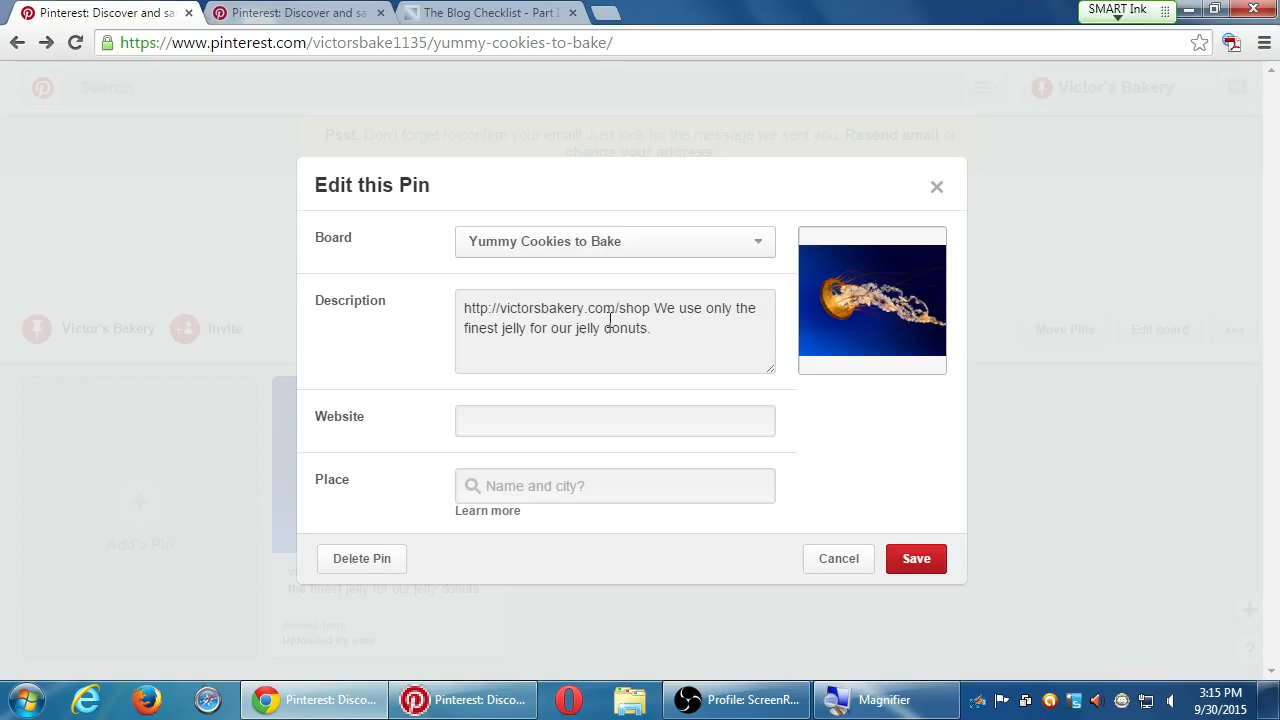 Pinterest: Discover and sa
Pinterest: Discover and sa
The Blog Checklist - Part
SMART Ink
https://www.pinterest.com/victorsbake1135/yummy-cookies-to-bake/
Search
Victor's Bakery
Psst. Don't forget to confirm your email! Just look for the message we sent you. Resend email or
change your address.
Edit this Pin
Board
Yummy Cookies to Bake
Description
http://victorsbakery.com/shop We use only the
finest jelly for our jelly donuts.
Victor's Bakery
Invite
Move Pins
Edit board
Website
Place
Name and city?
Learn more
Add a Pin
Delete Pin
Cancel
Save
the finest jelly for our jelly donuts
Uploaded by user
Pinterest: Disco...
Pinterest: Disco...
Profile: ScreenR...
Magnifier
3:15 PM
9/30/2015